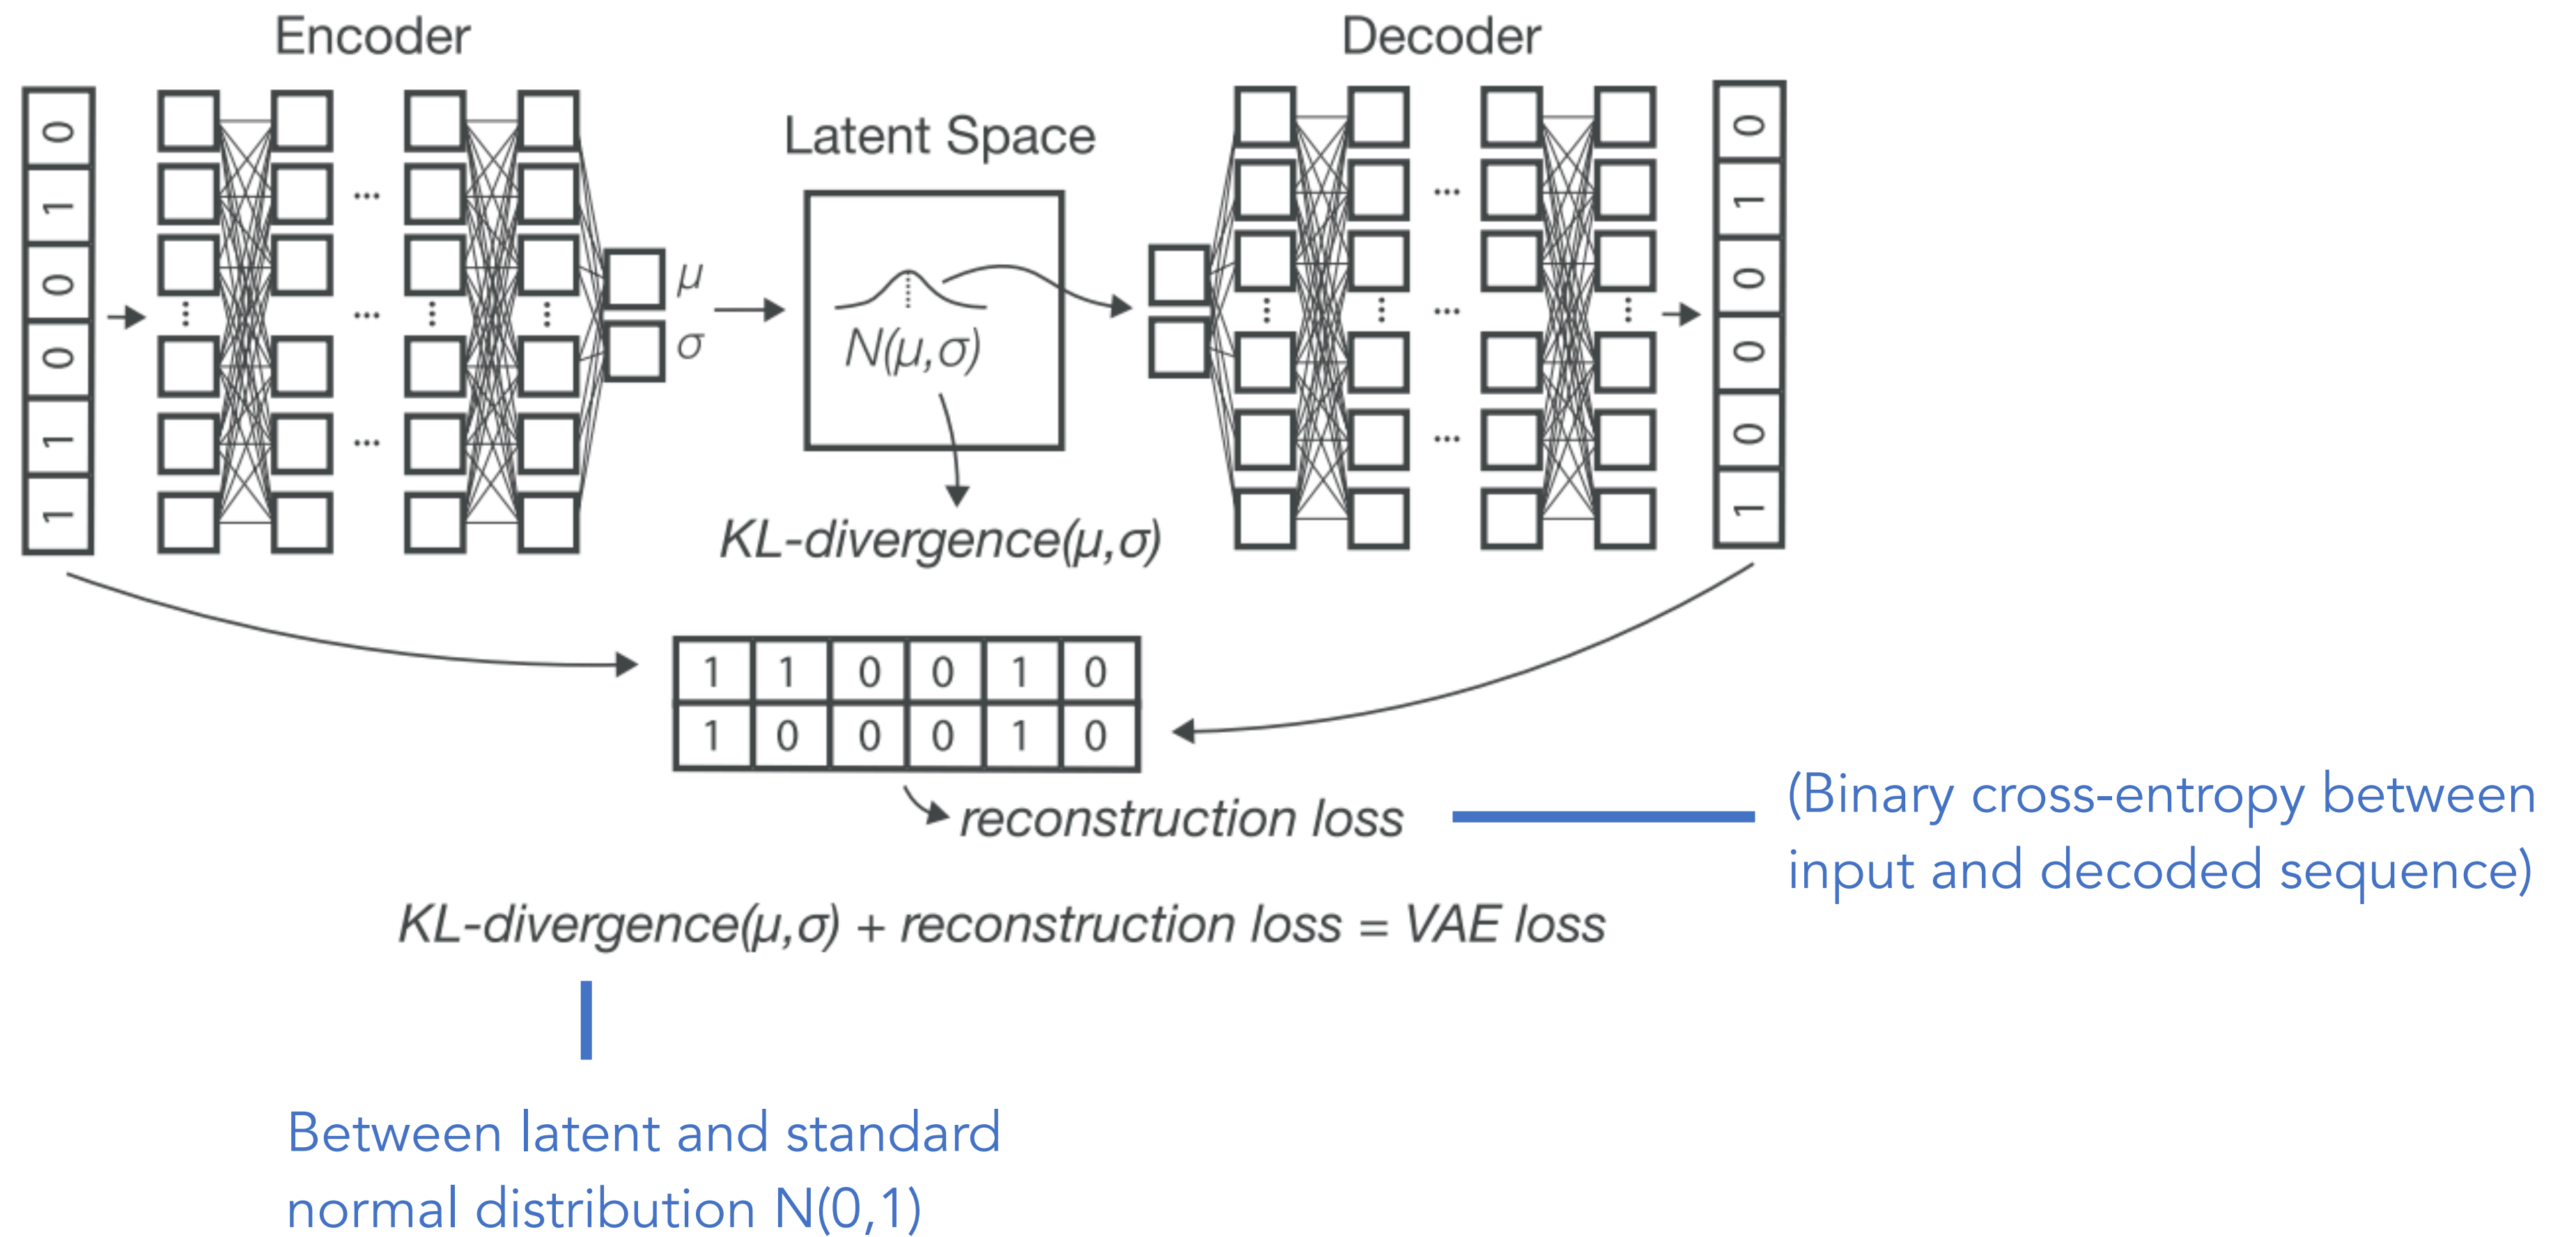 Encoder
Decoder
Latent Space
0
1
0
0
1
1
...
...
...
μ
σ
N(μ,σ)
KL-divergence(μ,σ)
...
...
...
0
1
0
0
0
1
1 1 0 0 1 0
1 0 0 0 1 0
reconstruction loss
(Binary cross-entropy between
input and decoded sequence)
KL-divergence(μ,σ) + reconstruction loss = VAE loss
Between latent and standard
normal distribution N(0,1)